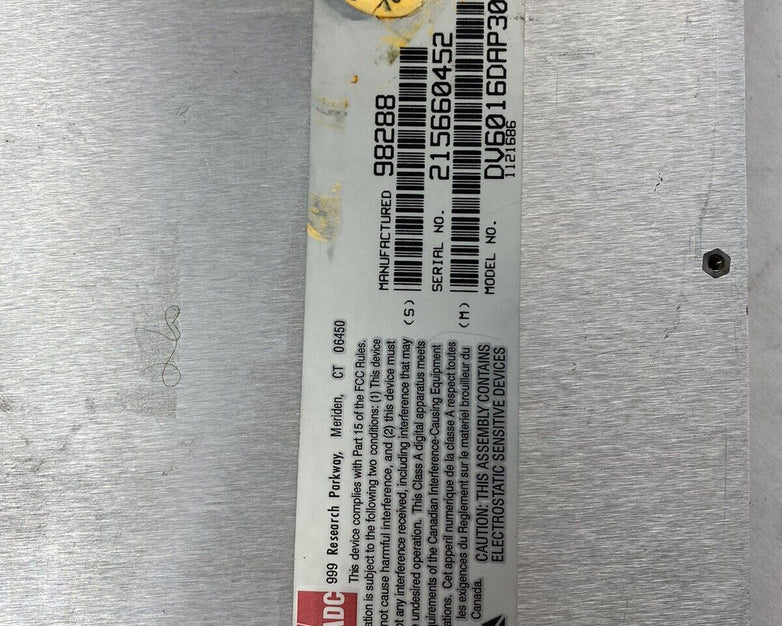 ADC 999 Research Parkway, Meriden, CT 06450
This device complies with Part 15 of the FCC Rules.
is subject to the following two conditions: (1) This device
not cause harmful interference, and (2) this device must
any interference received, including interference that may
undesired operation. This Class A digital apparatus meets
of the Canadian Interference-Causing Equipment
Cet apperil numerique de la classe A respect toutes
les exigences du Reglement sur le materiel brouilleur du
Canada.
CAUTION: THIS ASSEMBLY CONTAINS
ELECTROSTATIC SENSITIVE DEVICES
MANUFACTURED 98288
(S) SERIAL NO. 215660452
(M) MODEL NO. DV6016DAP30
1121686